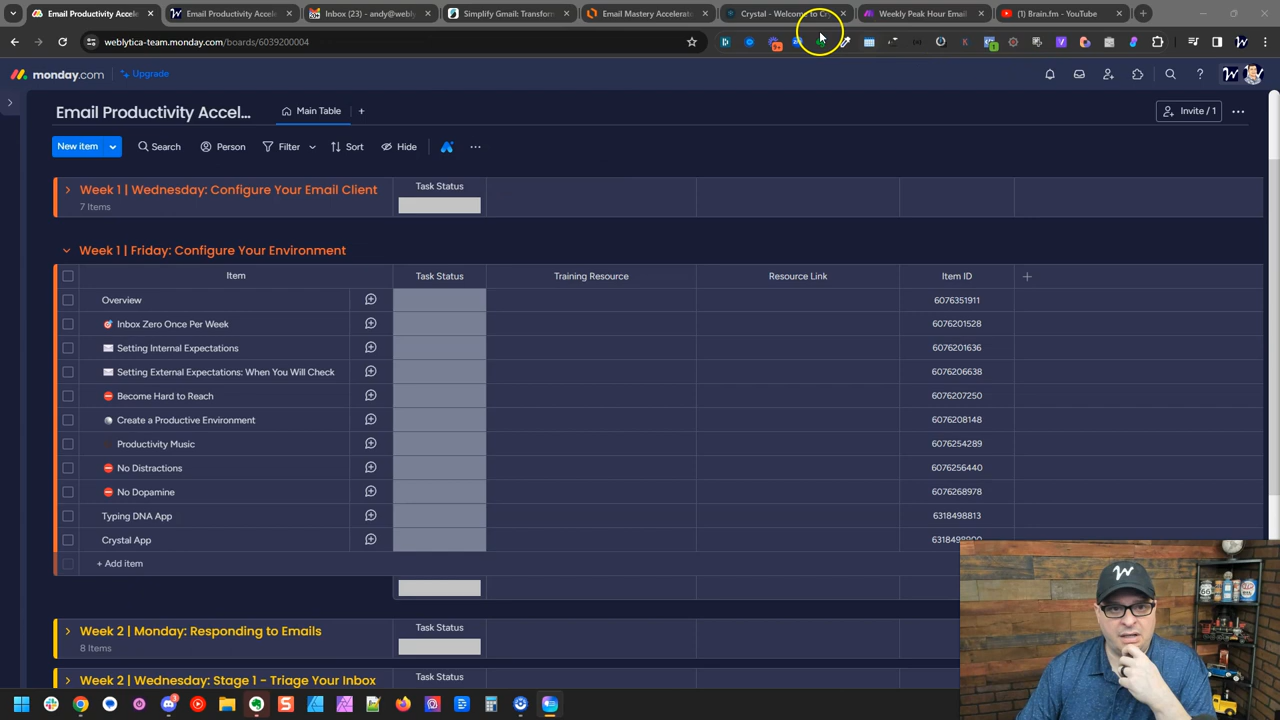 Email Productivity Accele
Email Productivity Accele
Inbox (23) - andy@webly
Simplify Gmail: Transform
Email Mastery Accelerato
Crystal - Welcome to Cry
Weekly Peak Hour Email
(1) Brain.fm - YouTube
weblytica-team.monday.com/boards/6039200004
monday.com
Upgrade
Email Productivity Accel...
Main Table
Invite / 1
New item
Search
Person
Filter
Sort
Hide
Week 1 | Wednesday: Configure Your Email Client
7 Items
Task Status
Week 1 | Friday: Configure Your Environment
Item
Task Status
Training Resource
Resource Link
Item ID
Overview
6076351911
Inbox Zero Once Per Week
6076201528
Setting Internal Expectations
6076201636
Setting External Expectations: When You Will Check
6076206638
Become Hard to Reach
6076207250
Create a Productive Environment
6076208148
Productivity Music
6076254289
No Distractions
6076256440
No Dopamine
6076268978
Typing DNA App
6318498813
Crystal App
+ Add item
Week 2 | Monday: Responding to Emails
8 Items
Task Status
Week 2 | Wednesday: Stage 1 - Triage Your Inbox
Task Status